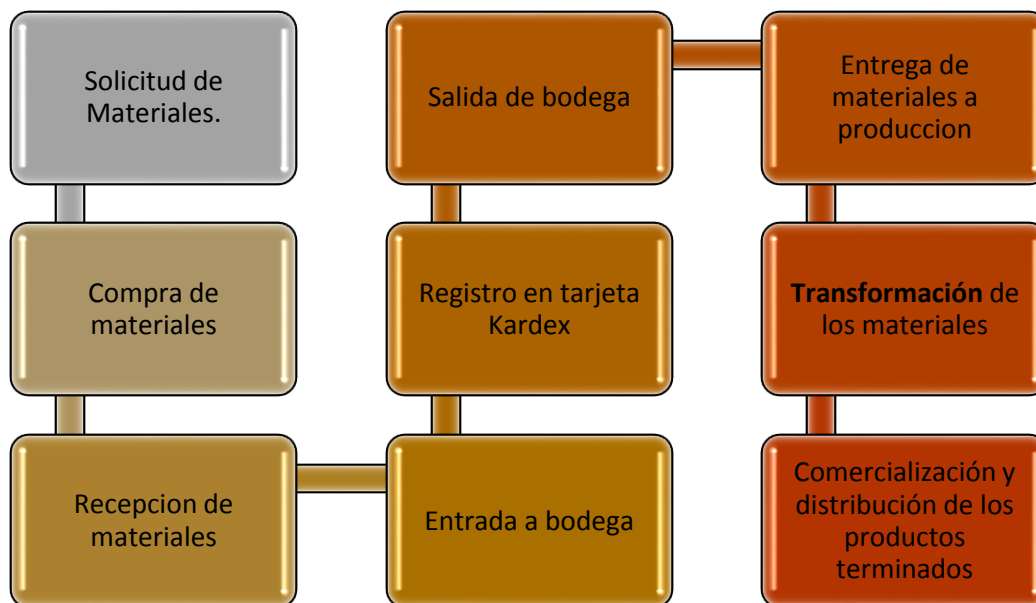 Solicitud de
Materiales.
Compra de
materiales
Recepcion de
materiales
Entrada a bodega
Registro en tarjeta
Kardex
Salida de bodega
Entrega de
materiales a
produccion
Transformación de
los materiales
Comercialización y
distribución de los
productos
terminados